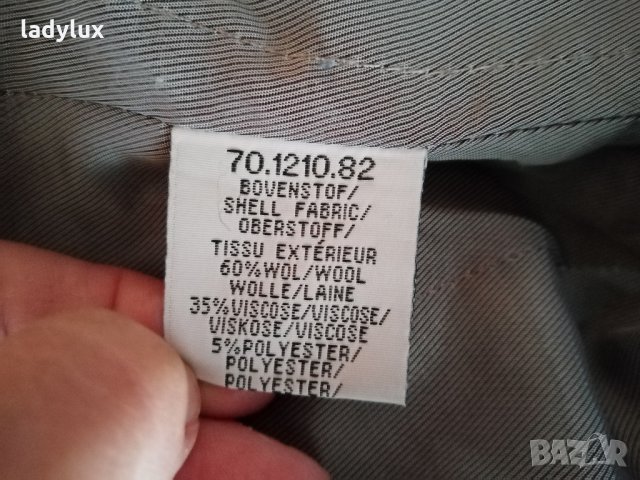 ladylux
70.1210.82
BOVENSTOF/
SHELL FABRIC/
OBERSTOFF/
TISSU EXTÉRIEUR
60%WOL/WOOL
WOLLE/LAINE
35%VISCOSE/VISCOSE/
VISKOSE/VISCOSE
5%POLYESTER/
POLYESTER/
POLYESTER/
BAZAR